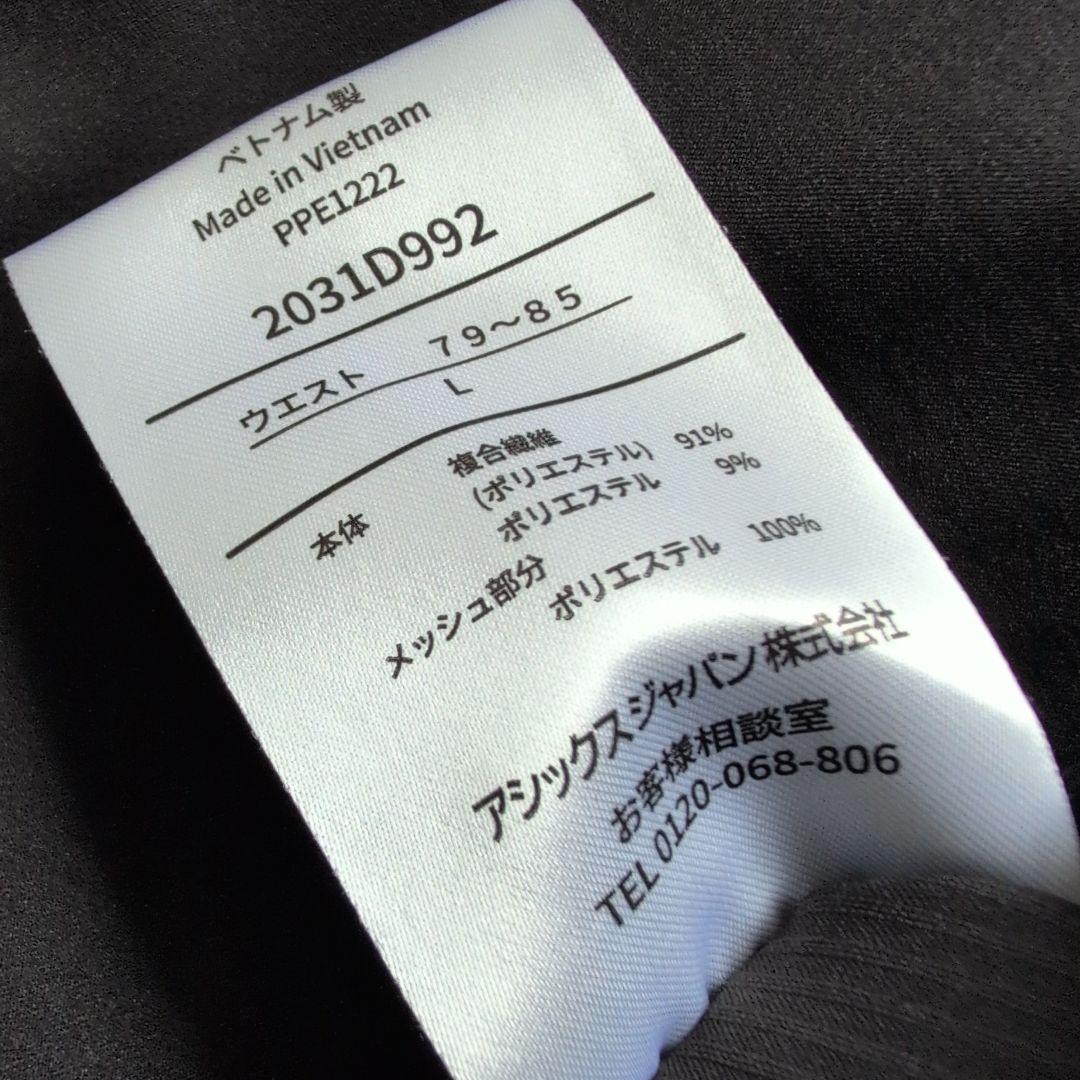 ベトナム製
Made in Vietnam
PPE1222
2031D992
ウエスト 79～85
L
本体 複合繊維
(ポリエステル) 91%
ポリエステル 9%
メッシュ部分
ポリエステル 100%
アシックスジャパン株式会社
お客様相談室
TEL 0120-068-806